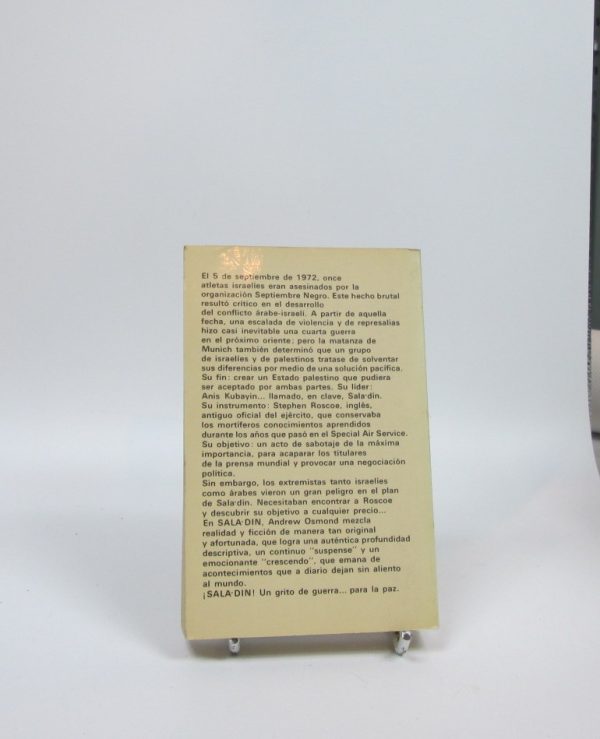 El 5 de septiembre de 1972, once
atletas israelíes eran asesinados por la
organización Septiembre Negro. Este hecho brutal
resultó crítico en el desarrollo
del conflicto árabe-israelí. A partir de aquella
fecha, una escalada de violencia y de represalias
hizo casi inevitable una cuarta guerra
en el próximo oriente: pero la matanza de
Munich también determinó que un grupo
de israelíes y de palestinos tratase de solventar
sus diferencias por medio de una solución pacífica.
Su fin: crear un Estado palestino que pudiera
ser aceptado por ambas partes. Su líder:
Anis Kubayin... llamado, en clave, Sala·din.
Su instrumento: Stephen Roscoe, inglés,
antiguo oficial del ejército, que conservaba
los mortíferos conocimientos aprendidos
durante los años que pasó en el Special Air Service.
Su objetivo: un acto de sabotaje de la máxima
importancia, para acaparar los titulares
de la prensa mundial y provocar una negociación
política.
Sin embargo, los extremistas tanto israelíes
como árabes vieron un gran peligro en el plan
de Sala·din. Necesitaban encontrar a Roscoe
y descubrir su objetivo a cualquier precio...
En SALA·DIN, Andrew Osmond mezcla
realidad y ficción de manera tan original
y afortunada, que logra una auténtica profundidad
descriptiva, un continuo "suspense" y un
emocionante "crescendo", que emana de
acontecimientos que a diario dejan sin aliento
al mundo.
¡SALA·DIN! Un grito de guerra... para la paz.